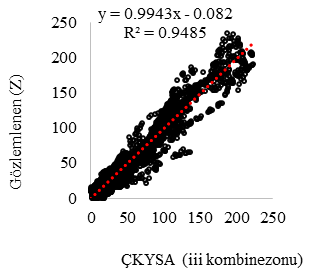 y = 0.9943x - 0.082
R² = 0.9485
250
200
150
100
50
0
Gözlemlenen (Z)
0 50 100 150 200 250
ÇKYSA (iii kombinezonu)